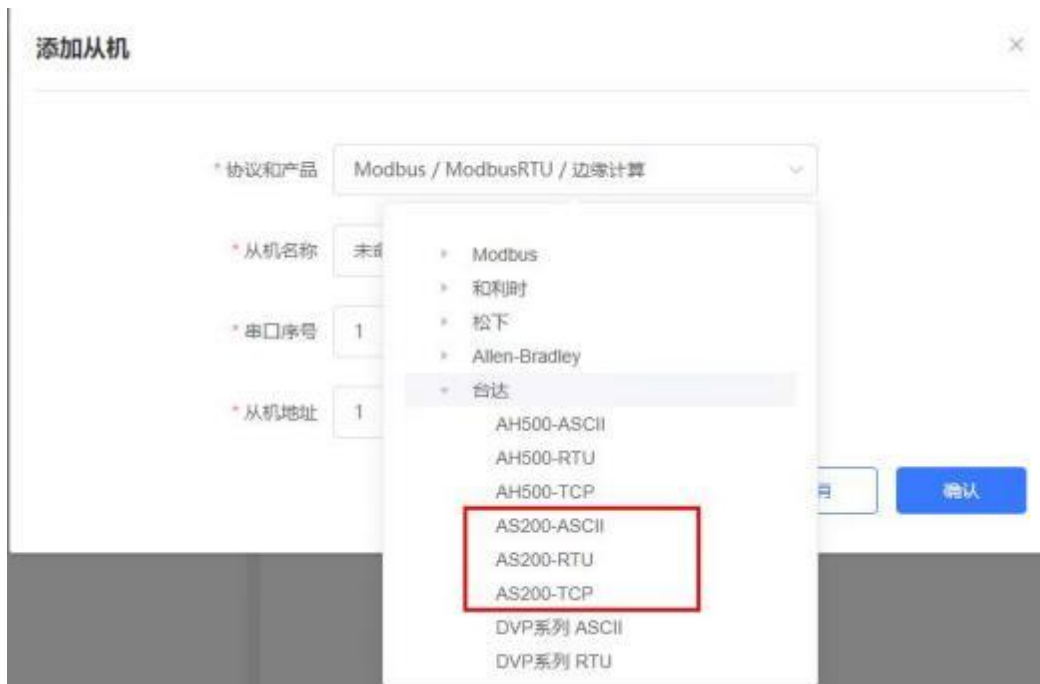 添加从机
* 协议和产品 Modbus / ModbusRTU / 边缘计算
* 从机名称
Modbus
和利时
* 串口序号 1
松下
Allen-Bradley
台达
* 从机地址 1
AH500-ASCII
AH500-RTU
AH500-TCP
确认
AS200-ASCII
AS200-RTU
AS200-TCP
DVP系列 ASCII
DVP系列 RTU